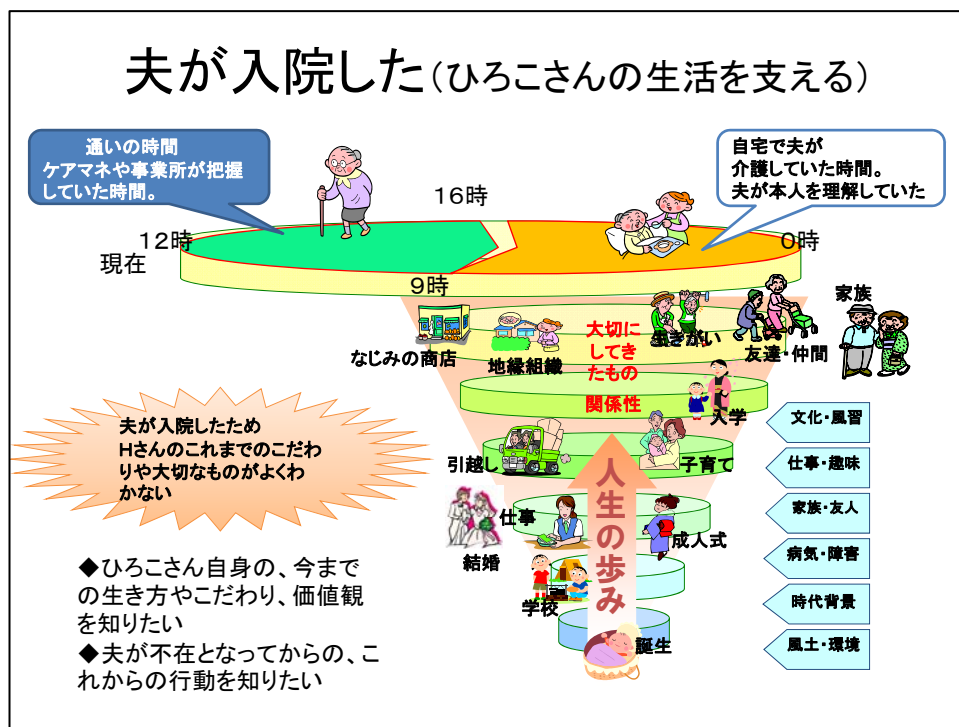 夫が入院した(ひろこさんの生活を支える)
通いの時間
ケアマネや事業所が把握
していた時間。
自宅で夫が
介護していた時間。
夫が本人を理解していた
16時
12時
0時
現在
9時
家族
なじみの商店
地縁組織
大切に
してき
たもの
生きがい
友達・仲間
関係性
入学
夫が入院したため
Hさんのこれまでのこだわ
りや大切なものがよくわ
かない
引越し
子育て
人生の歩み
仕事
結婚
成人式
学校
誕生
文化・風習
仕事・趣味
家族・友人
病気・障害
時代背景
風土・環境
◆ひろこさん自身の、今まで
の生き方やこだわり、価値観
を知りたい
◆夫が不在となってからの、こ
れからの行動を知りたい